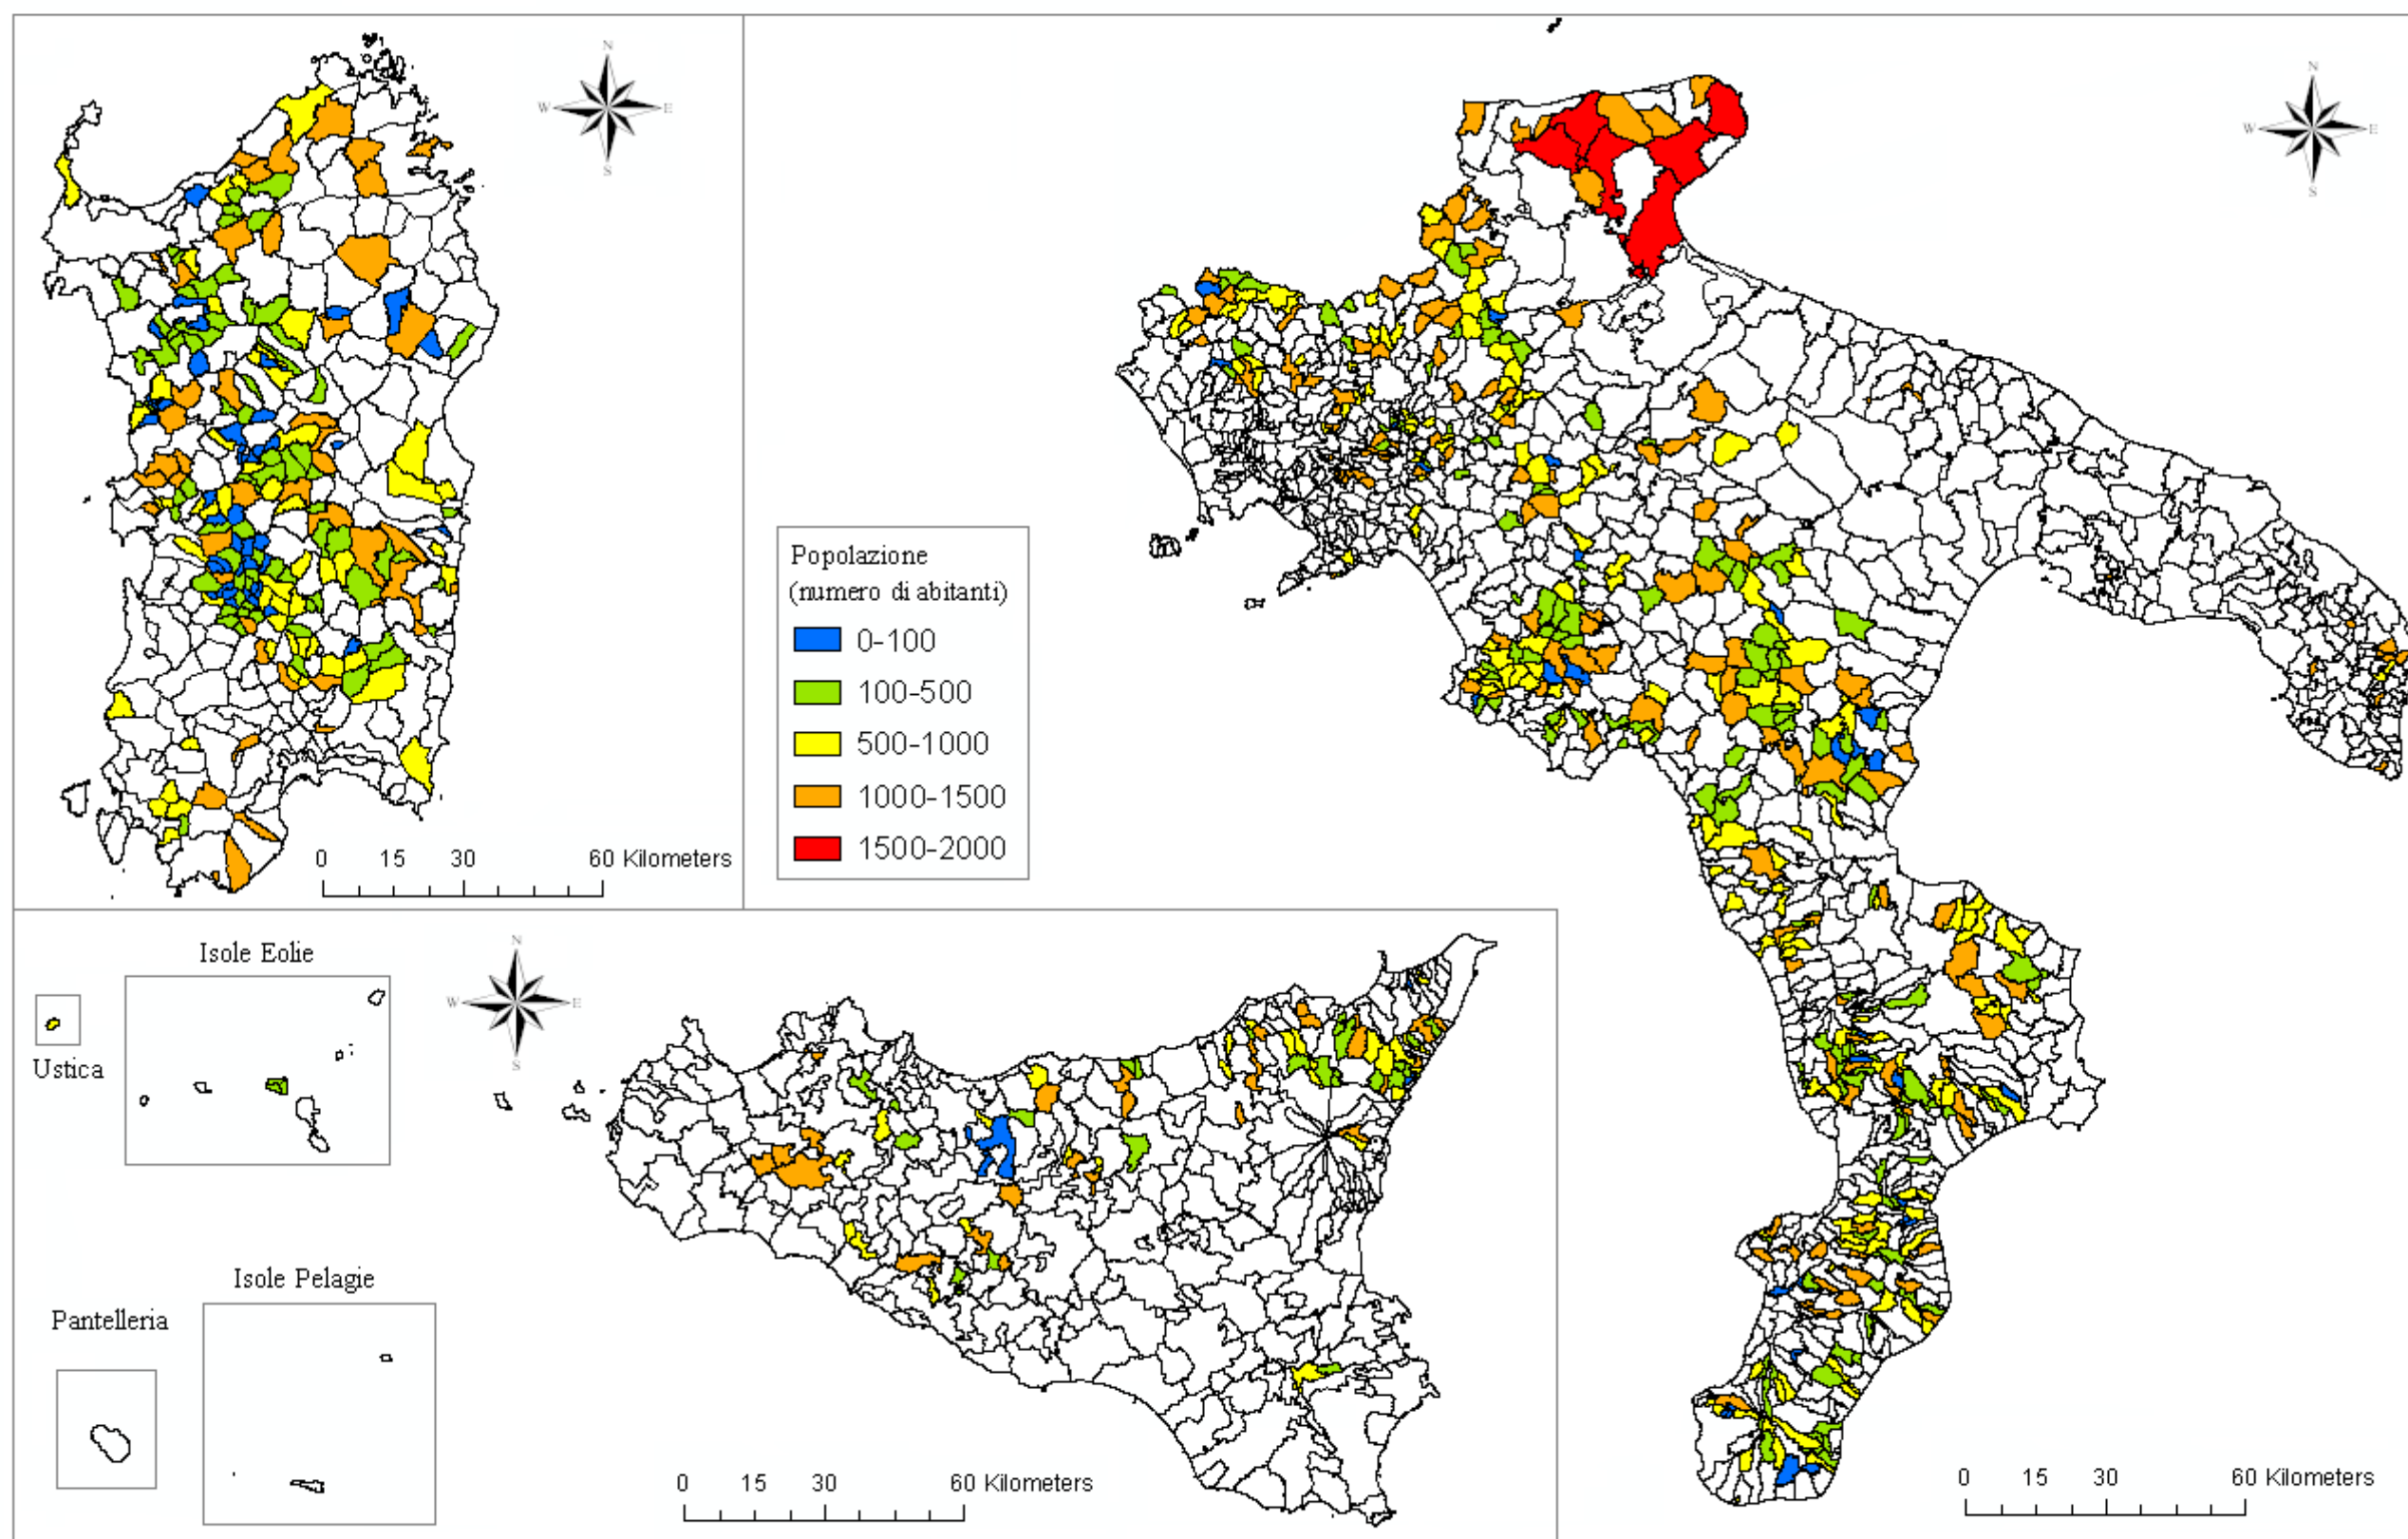 N
W E
S
0 15 30 60 Kilometers
N
W E
S
Popolazione
(numero di abitanti)
0-100
100-500
500-1000
1000-1500
1500-2000
0 15 30 60 Kilometers
Isole Eolie
Ustica
Isole Pelagie
Pantelleria
N
W E
S
0 15 30 60 Kilometers